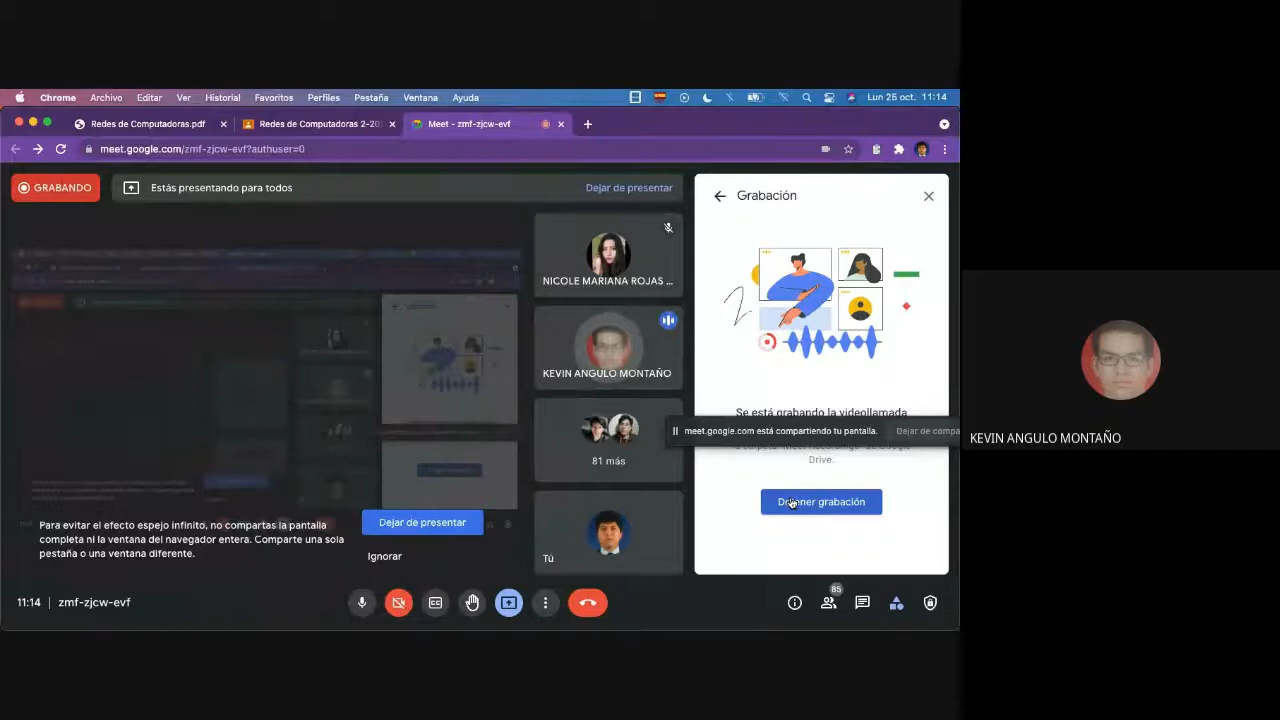 Chrome Archivo Editar Ver Historial Favoritos Perfiles Pestaña Ventana Ayuda Lun 25 oct. 11:14
Redes de Computadoras.pdf Redes de Computadoras 2-20 Meet - zmf-zjcw-evf
meet.google.com/zmf-zjcw-evf?authuser=0
GRABANDO Estás presentando para todos Dejar de presentar
Grabación
NICOLE MARIANA ROJAS ...
KEVIN ANGULO MONTAÑO
81 más
Tú
Se está grabando la videollamada
meet.google.com está compartiendo tu pantalla. Dejar de compa
Drive.
Detener grabación
Para evitar el efecto espejo infinito, no compartas la pantalla
completa ni la ventana del navegador entera. Comparte una sola
pestaña o una ventana diferente.
Dejar de presentar
Ignorar
11:14 | zmf-zjcw-evf
85
KEVIN ANGULO MONTAÑO